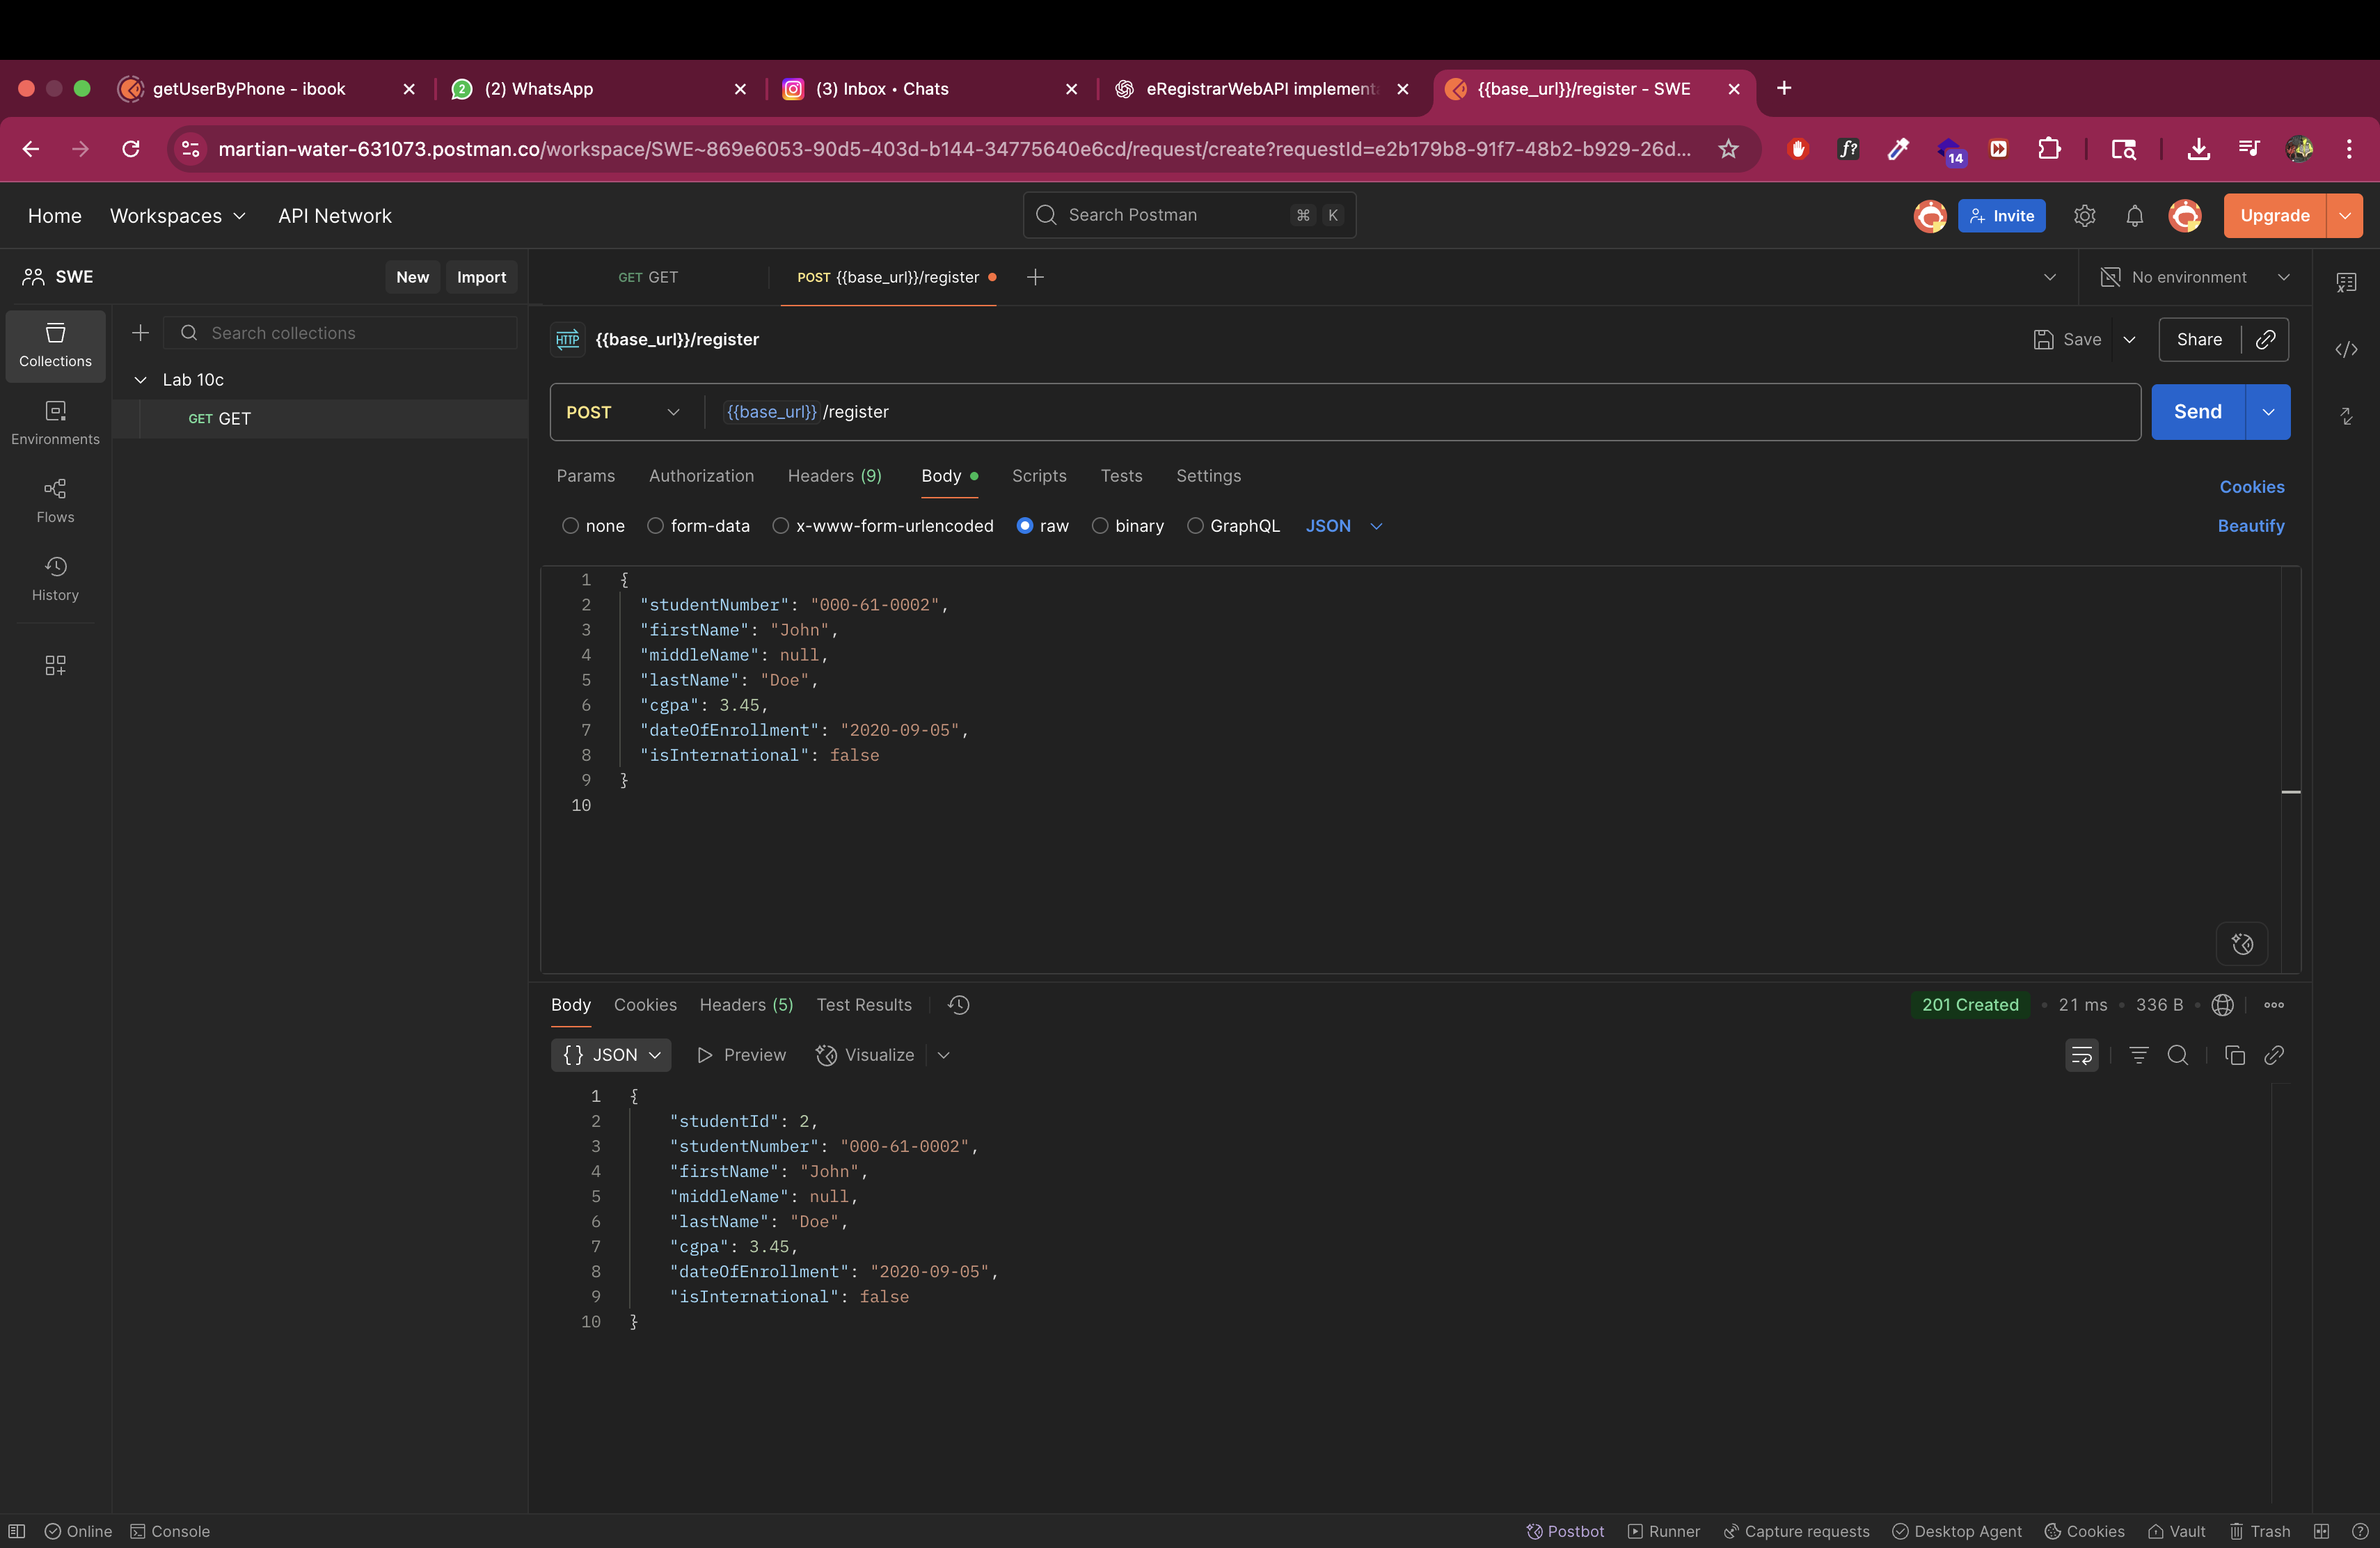 getUserByPhone - ibook
2
(2) WhatsApp
(3) Inbox • Chats
eRegistrarWebAPI implement
{{base_url}}/register - SWE
martian-water-631073.postman.co/workspace/SWE~869e6053-90d5-403d-b144-34775640e6cd/request/create?requestId=e2b179b8-91f7-48b2-b929-26d...
f?
14
Home
Workspaces
API Network
Search Postman
⌘ K
Invite
Upgrade
SWE
New
Import
GET GET
POST {{base_url}}/register
No environment
Collections
Search collections
{{base_url}}/register
Save
Share
Lab 10c
GET GET
Environments
Flows
History
POST
{{base_url}} /register
Send
Params
Authorization
Headers (9)
Body
Scripts
Tests
Settings
Cookies
none
form-data
x-www-form-urlencoded
raw
binary
GraphQL
JSON
Beautify
1 {
2 "studentNumber": "000-61-0002",
3 "firstName": "John",
4 "middleName": null,
5 "lastName": "Doe",
6 "cgpa": 3.45,
7 "dateOfEnrollment": "2020-09-05",
8 "isInternational": false
9 }
10
Body
Cookies
Headers (5)
Test Results
201 Created
21 ms
336 B
{} JSON
Preview
Visualize
1 {
2 "studentId": 2,
3 "studentNumber": "000-61-0002",
4 "firstName": "John",
5 "middleName": null,
6 "lastName": "Doe",
7 "cgpa": 3.45,
8 "dateOfEnrollment": "2020-09-05",
9 "isInternational": false
10 }
Online
Console
Postbot
Runner
Capture requests
Desktop Agent
Cookies
Vault
Trash